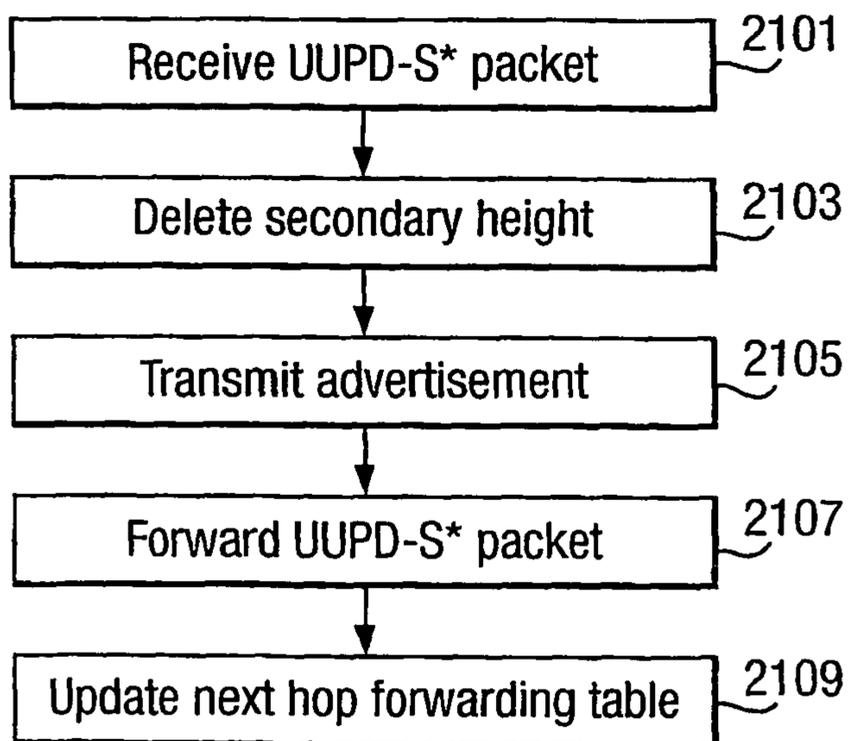 Receive UUPD-S* packet 2101
Delete secondary height 2103
Transmit advertisement 2105
Forward UUPD-S* packet 2107
Update next hop forwarding table 2109